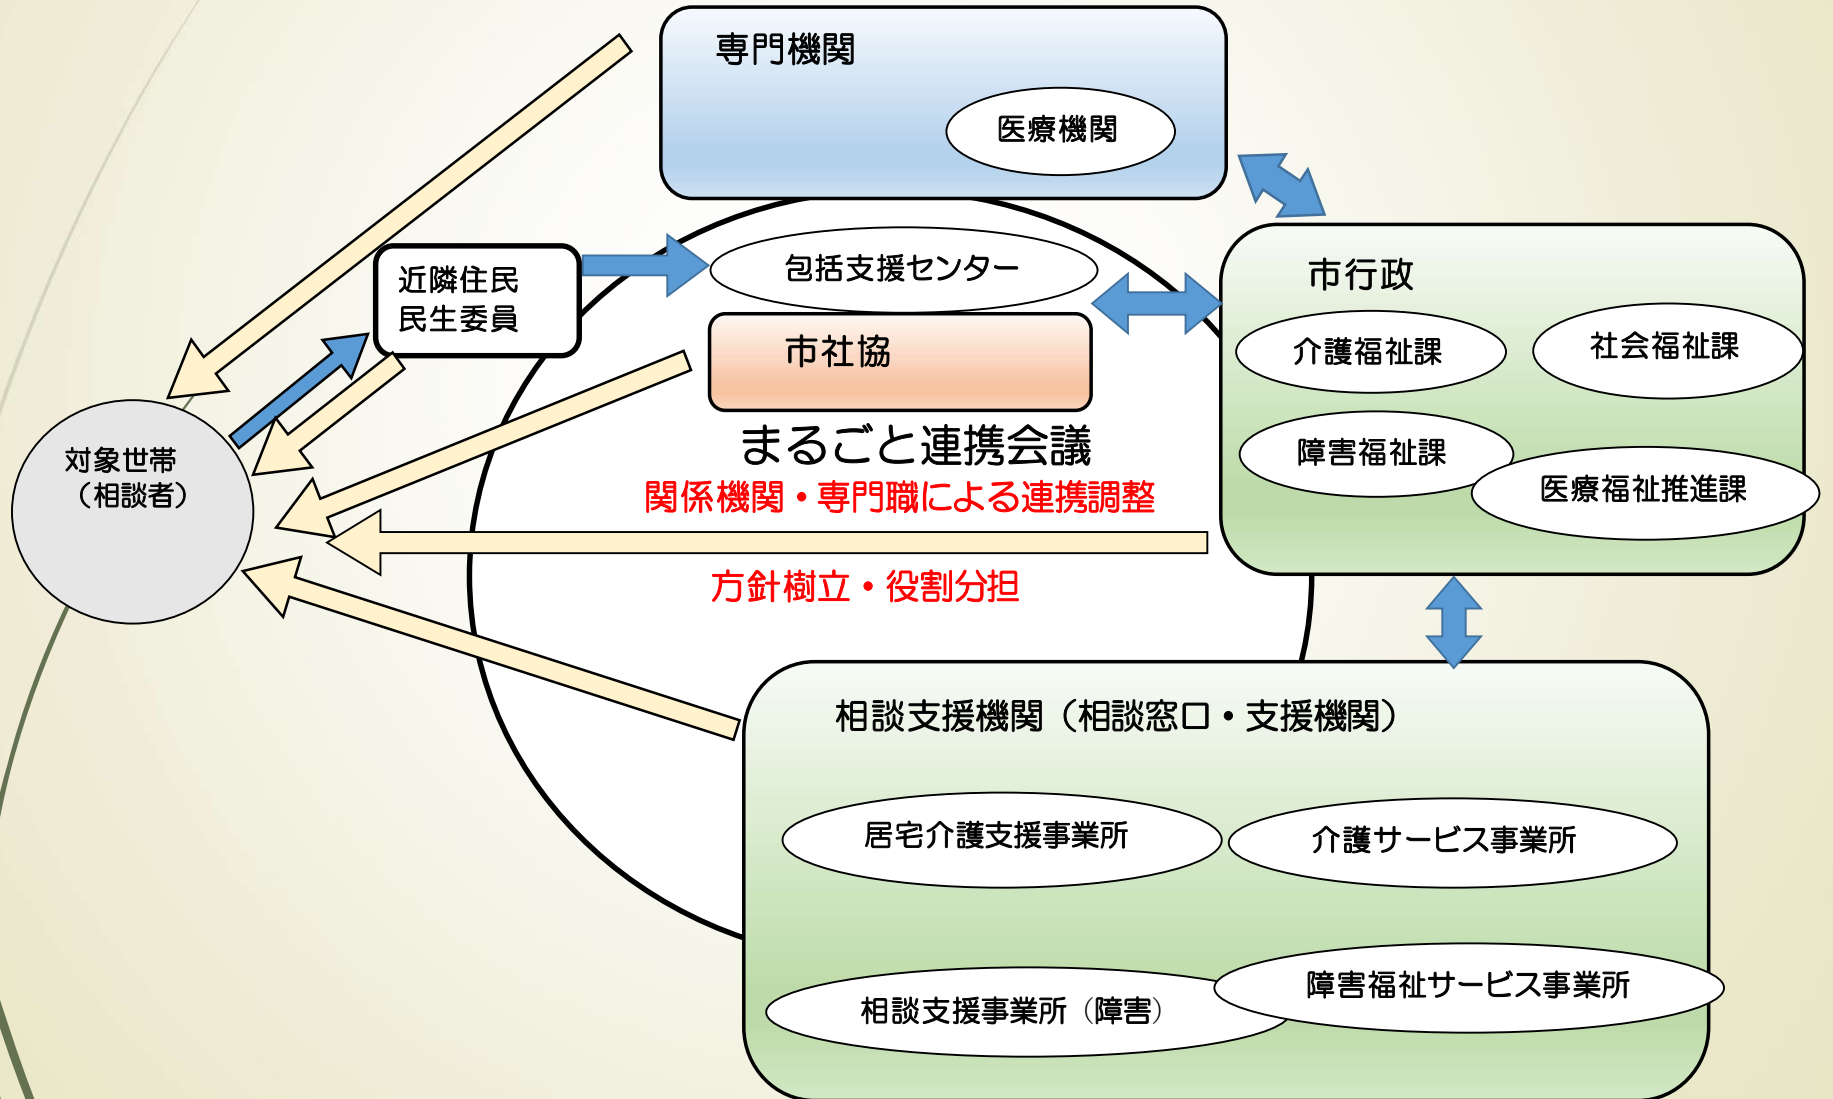 専門機関
医療機関
近隣住民
民生委員
包括支援センター
市社協
市行政
介護福祉課
社会福祉課
障害福祉課
医療福祉推進課
対象世帯
（相談者）
まるごと連携会議
関係機関・専門職による連携調整
方針樹立・役割分担
相談支援機関（相談窓口・支援機関）
居宅介護支援事業所
介護サービス事業所
相談支援事業所（障害）
障害福祉サービス事業所